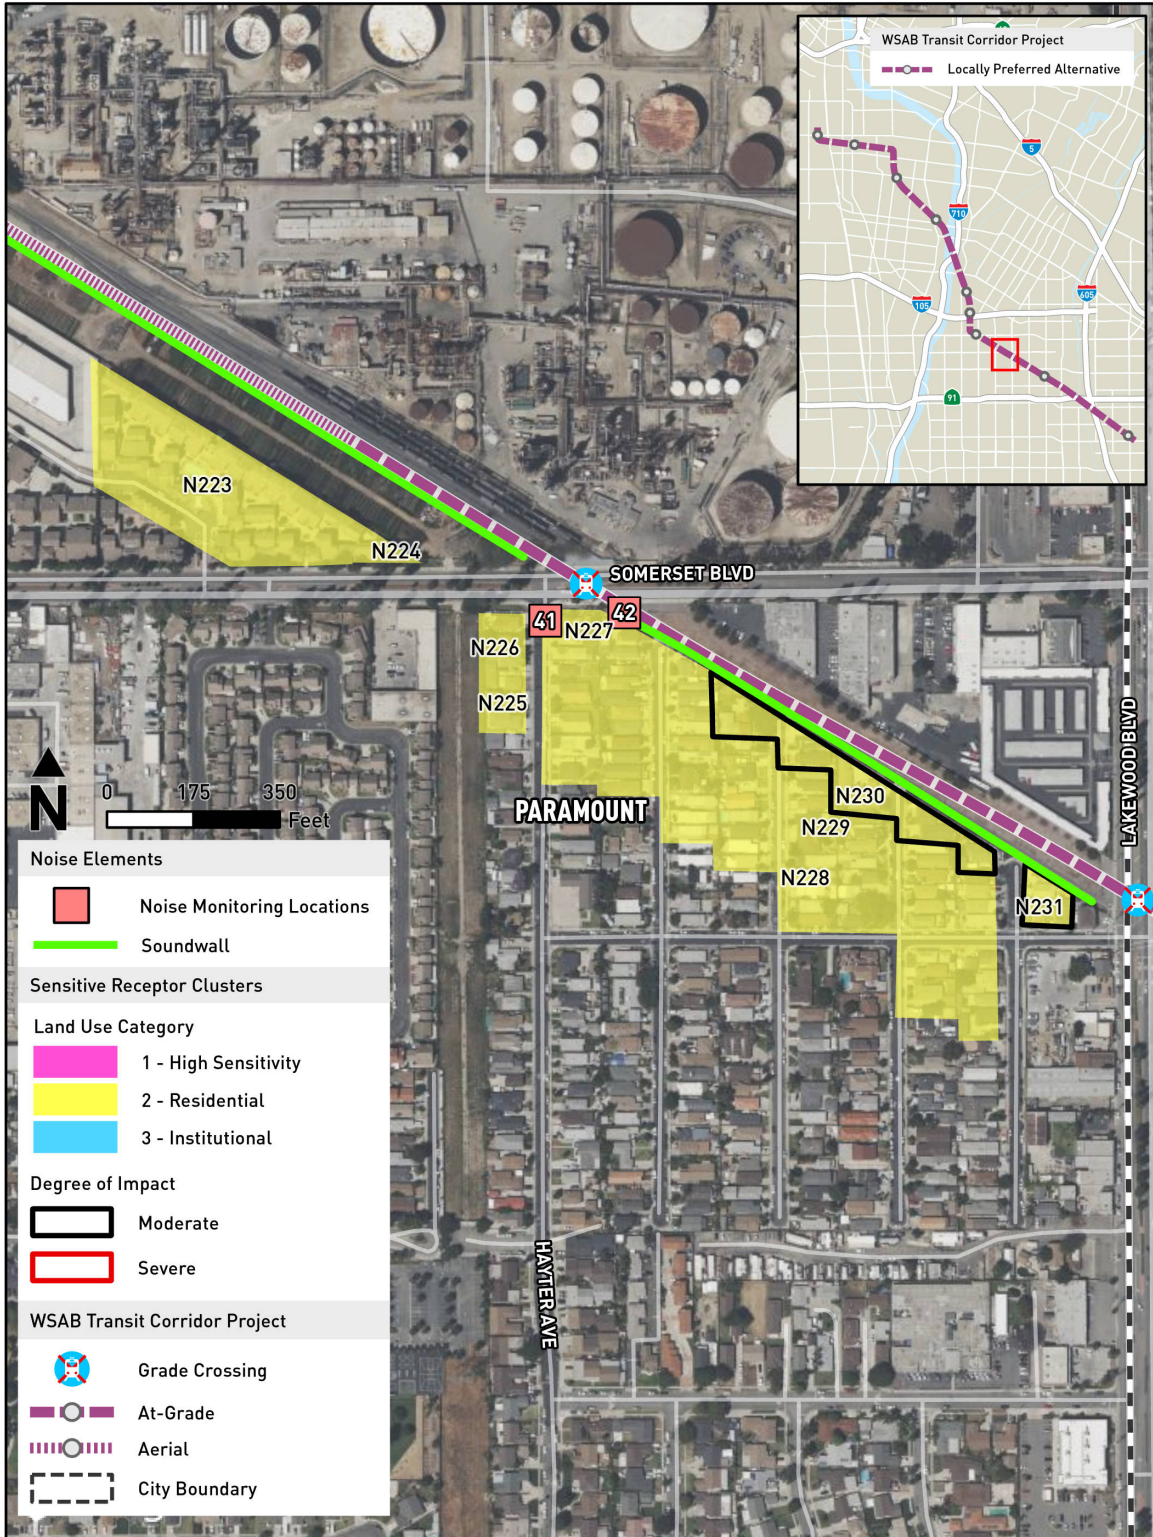 WSAB Transit Corridor Project
Locally Preferred Alternative
5
710
105
605
91
N223
N224
SOMERSET BLVD
41
42
N227
N226
N225
LAKEWOOD BLVD
N230
N229
N228
N231
PARAMOUNT
N
0 175 350
Feet
HAYTER AVE
Noise Elements
Noise Monitoring Locations
Soundwall
Sensitive Receptor Clusters
Land Use Category
1 - High Sensitivity
2 - Residential
3 - Institutional
Degree of Impact
Moderate
Severe
WSAB Transit Corridor Project
Grade Crossing
At-Grade
Aerial
City Boundary